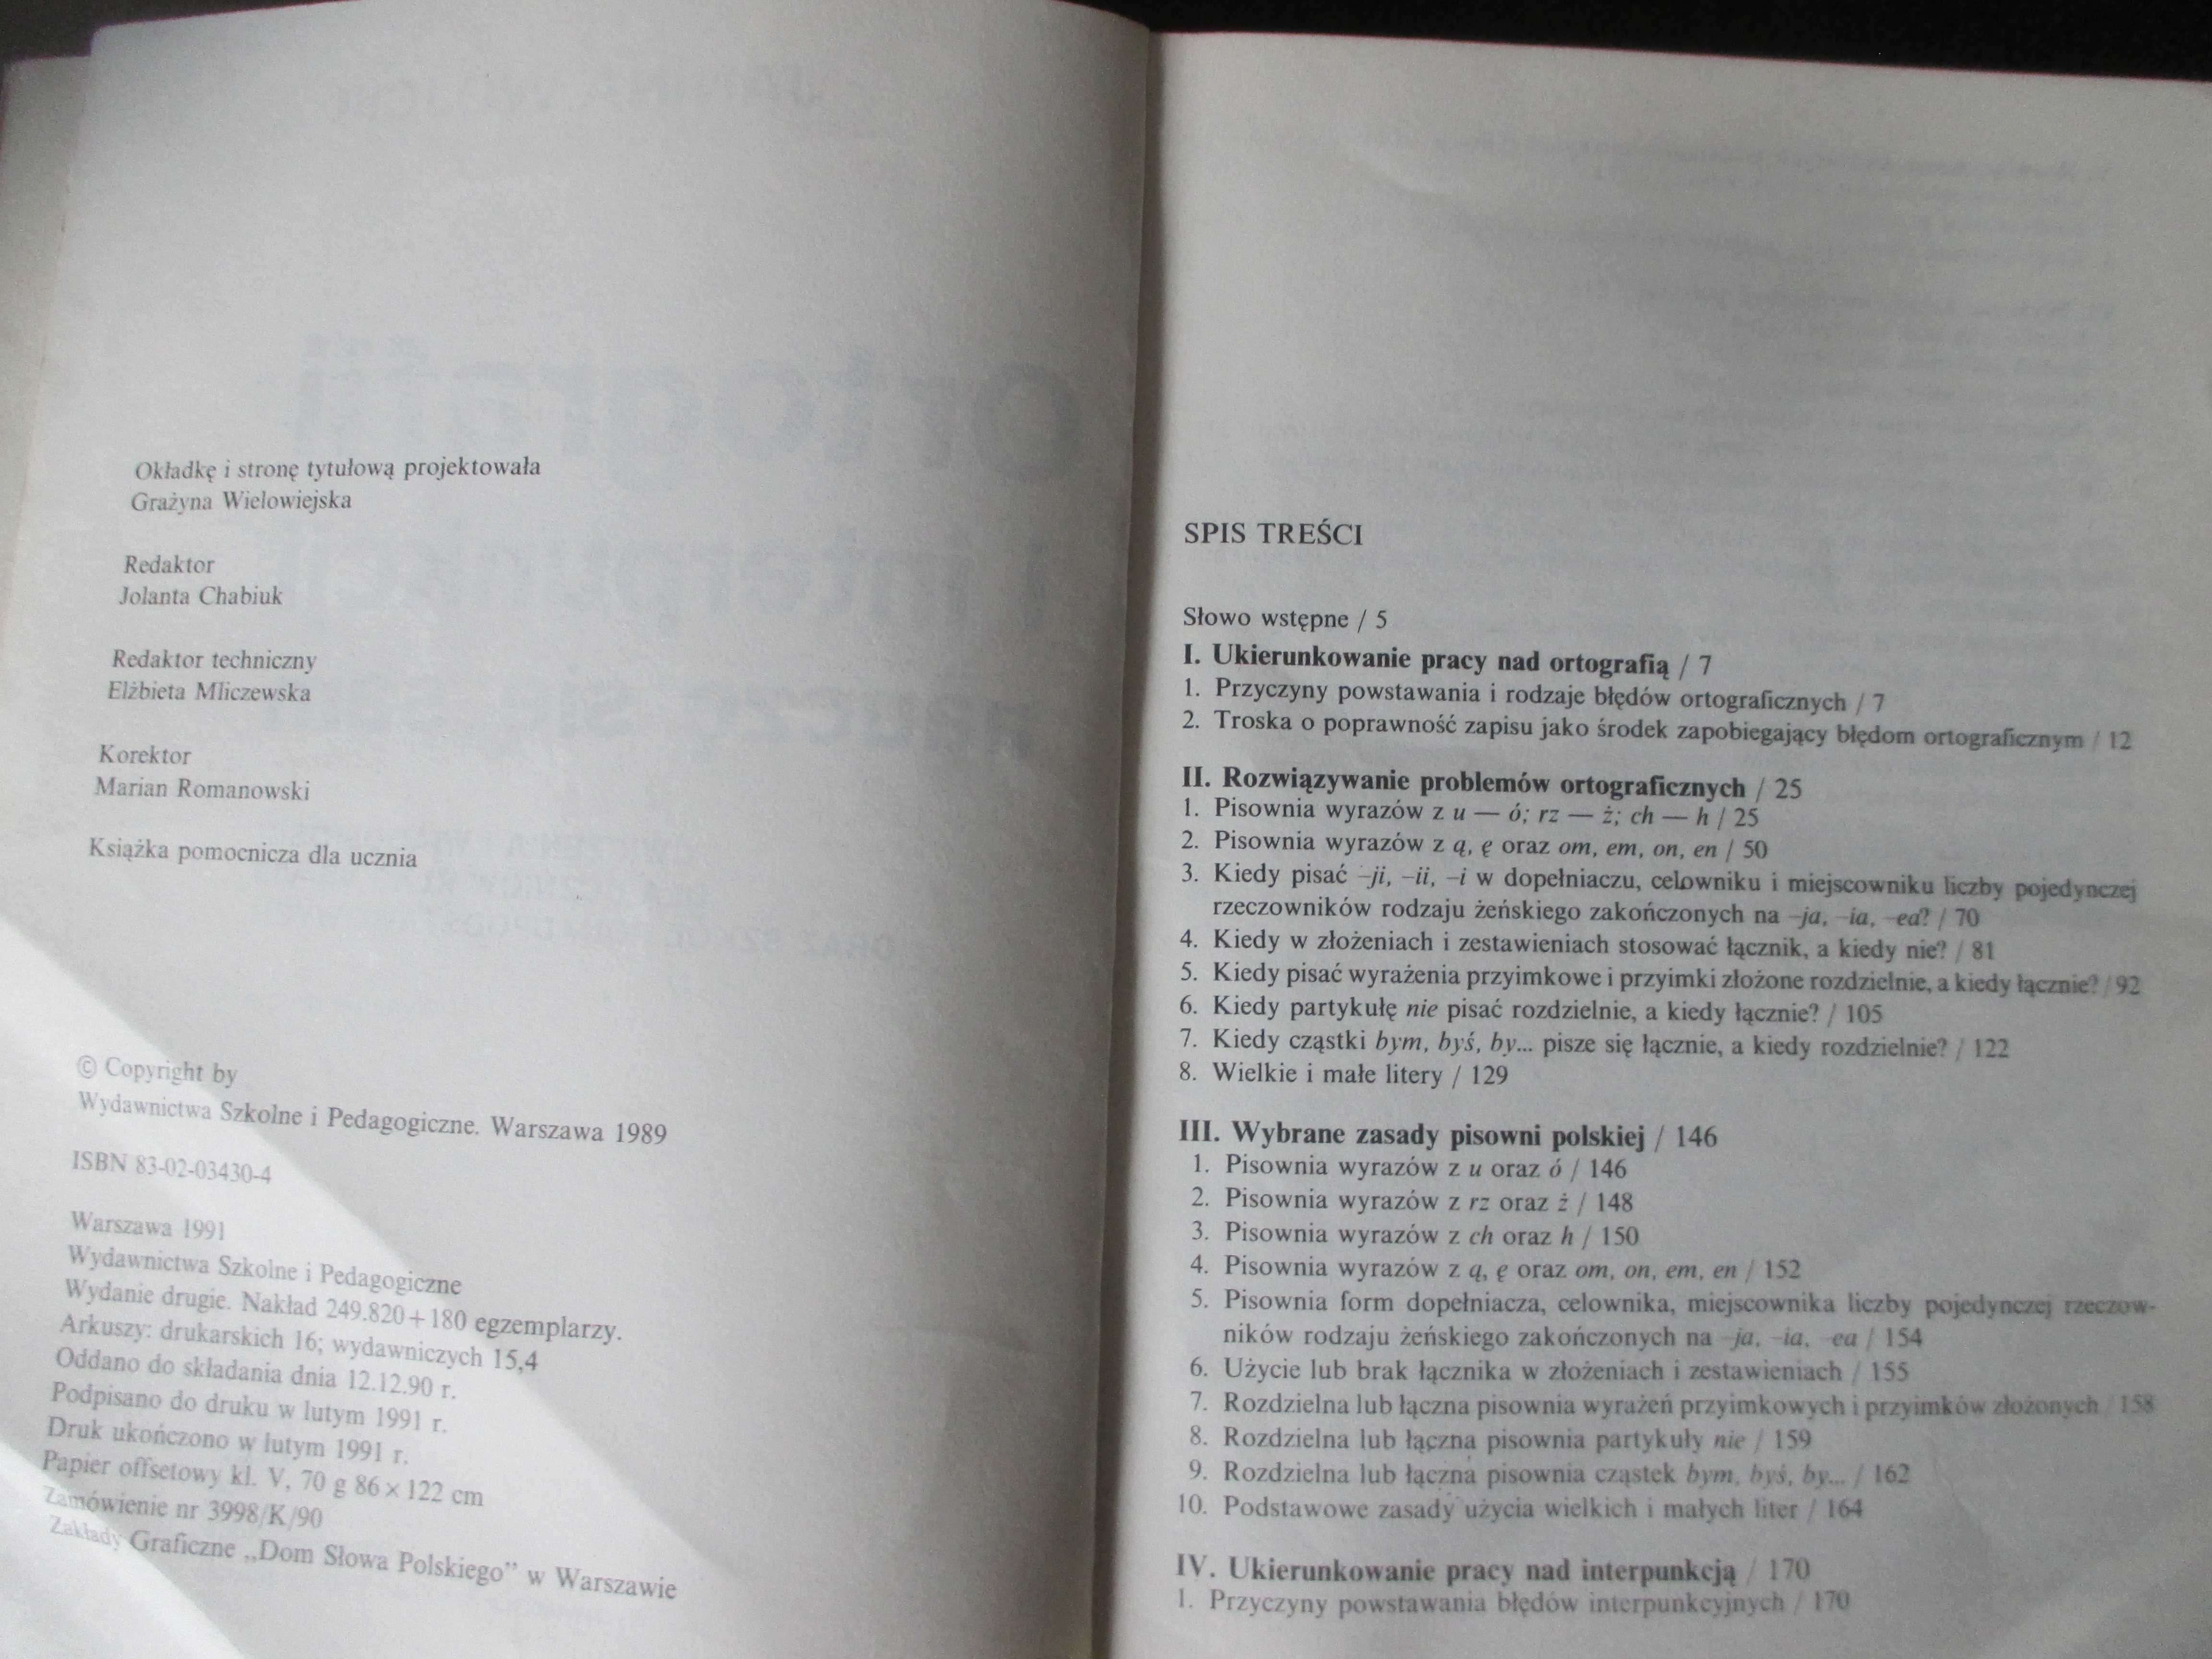 Okładkę i stronę tytułową projektowała
Grażyna Wielowiejska
Redaktor
Jolanta Chabiuk
Redaktor techniczny
Elżbieta Mliczewska
Korektor
Marian Romanowski
Książka pomocnicza dla ucznia
© Copyright by
Wydawnictwa Szkolne i Pedagogiczne. Warszawa 1989
ISBN 83-02-03430-4
Warszawa 1991
Wydawnictwa Szkolne i Pedagogiczne
Wydanie drugie. Nakład 249.820+180 egzemplarzy.
Arkuszy: drukarskich 16; wydawniczych 15,4
Oddano do składania dnia 12.12.90 r.
Podpisano do druku w lutym 1991 r.
Druk ukończono w lutym 1991 r.
Papier offsetowy kl. V, 70 g 86 × 122 cm
Zamówienie nr 3998/K/90
Zakłady Graficzne „Dom Słowa Polskiego” w Warszawie
SPIS TREŚCI
Słowo wstępne / 5
I. Ukierunkowanie pracy nad ortografią / 7
1. Przyczyny powstawania i rodzaje błędów ortograficznych / 7
2. Troska o poprawność zapisu jako środek zapobiegający błędom ortograficznym / 12
II. Rozwiązywanie problemów ortograficznych / 25
1. Pisownia wyrazów z u — ó; rz — ż; ch — h / 25
2. Pisownia wyrazów z ą, ę oraz om, em, on, en / 50
3. Kiedy pisać -ji, -ii, -i w dopełniaczu, celowniku i miejscowniku liczby pojedynczej
rzeczowników rodzaju żeńskiego zakończonych na -ja, -ia, -ea? / 70
4. Kiedy w złożeniach i zestawieniach stosować łącznik, a kiedy nie? / 81
5. Kiedy pisać wyrażenia przyimkowe i przyimki złożone rozdzielnie, a kiedy łącznie? / 92
6. Kiedy partykułę nie pisać rozdzielnie, a kiedy łącznie? / 105
7. Kiedy cząstki bym, byś, by... pisze się łącznie, a kiedy rozdzielnie? / 122
8. Wielkie i małe litery / 129
III. Wybrane zasady pisowni polskiej / 146
1. Pisownia wyrazów z u oraz ó / 146
2. Pisownia wyrazów z rz oraz ż / 148
3. Pisownia wyrazów z ch oraz h / 150
4. Pisownia wyrazów z ą, ę oraz om, on, em, en / 152
5. Pisownia form dopełniacza, celownika, miejscownika liczby pojedynczej rzeczow-
ników rodzaju żeńskiego zakończonych na -ja, -ia, -ea / 154
6. Użycie lub brak łącznika w złożeniach i zestawieniach / 155
7. Rozdzielna lub łączna pisownia wyrażeń przyimkowych i przyimków złożonych / 158
8. Rozdzielna lub łączna pisownia partykuły nie / 159
9. Rozdzielna lub łączna pisownia cząstek bym, byś, by... / 162
10. Podstawowe zasady użycia wielkich i małych liter / 164
IV. Ukierunkowanie pracy nad interpunkcją / 170
1. Przyczyny powstawania błędów interpunkcyjnych / 170